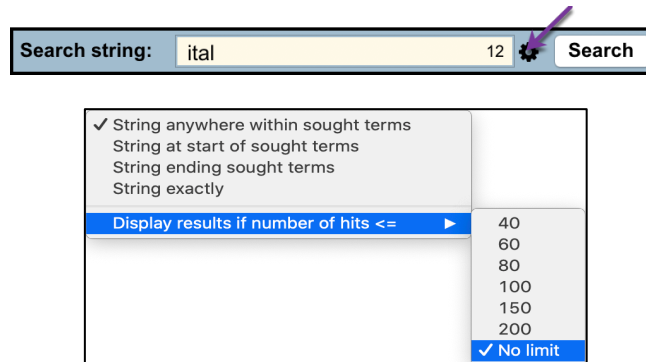 Search string: ital 12 Search
✓ String anywhere within sought terms
String at start of sought terms
String ending sought terms
String exactly
Display results if number of hits <= ▶
40
60
80
100
150
200
✓ No limit